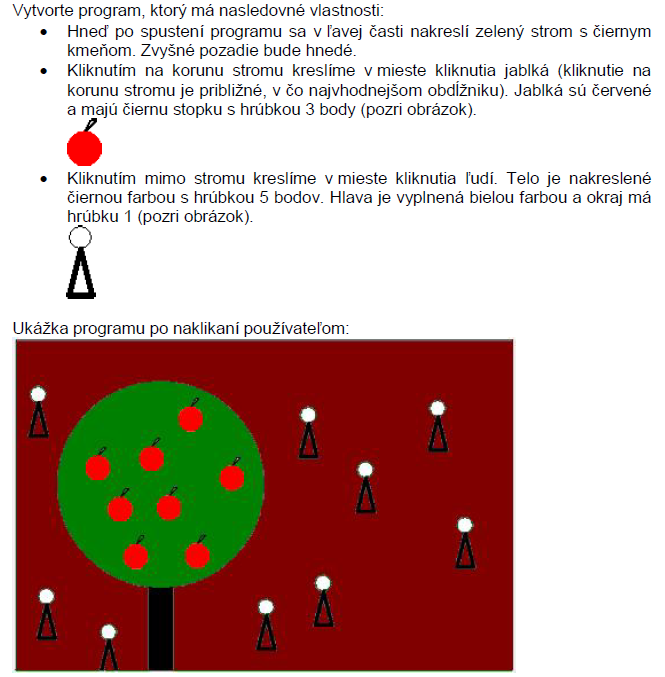 Vytvorte program, ktorý má nasledovné vlastnosti:
• Hneď po spustení programu sa v ľavej časti nakreslí zelený strom s čiernym
kmeňom. Zvyšné pozadie bude hnedé.
• Kliknutím na korunu stromu kreslíme v mieste kliknutia jablká (kliknutie na
korunu stromu je približné, v čo najvhodnejšom obdĺžniku). Jablká sú červené
a majú čiernu stopku s hrúbkou 3 body (pozri obrázok).
• Kliknutím mimo stromu kreslíme v mieste kliknutia ľudí. Telo je nakreslené
čiernou farbou s hrúbkou 5 bodov. Hlava je vyplnená bielou farbou a okraj má
hrúbku 1 (pozri obrázok).
Ukážka programu po naklikaní používateľom: